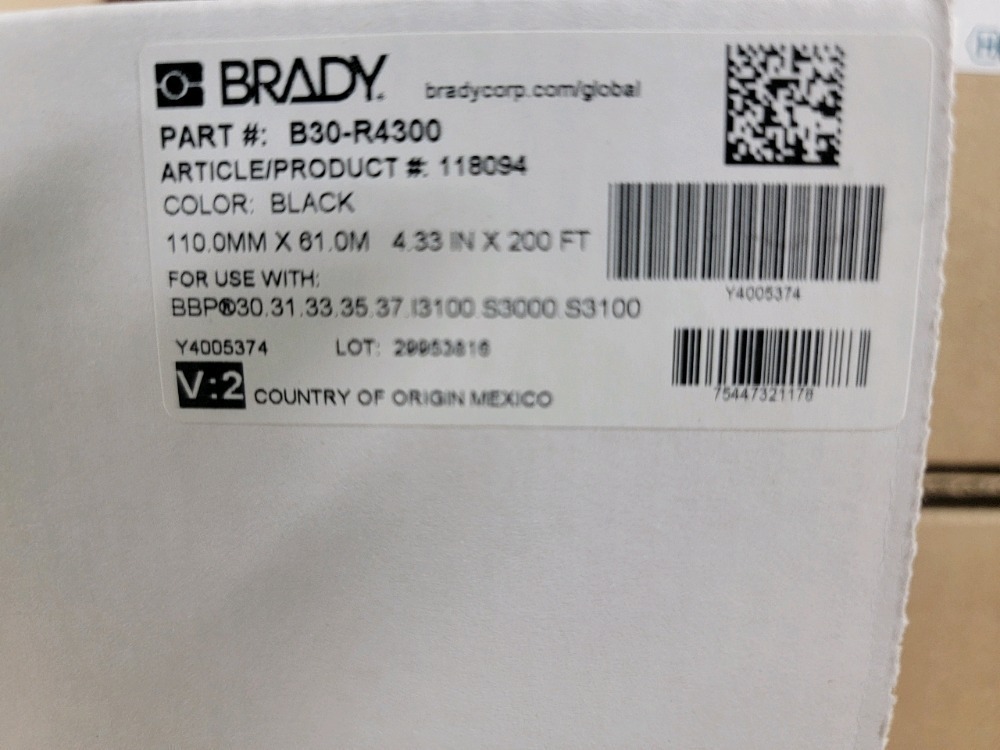 BRADY. bradycorp.com/global
PART #: B30-R4300
ARTICLE/PRODUCT #: 118094
COLOR: BLACK
110.0MM X 61.0M 4.33 IN X 200 FT
FOR USE WITH:
BBP®30.31.33.35.37.I3100.S3000.S3100
Y4005374
Y4005374 LOT: 29953816
75447321178
V:2 COUNTRY OF ORIGIN MEXICO